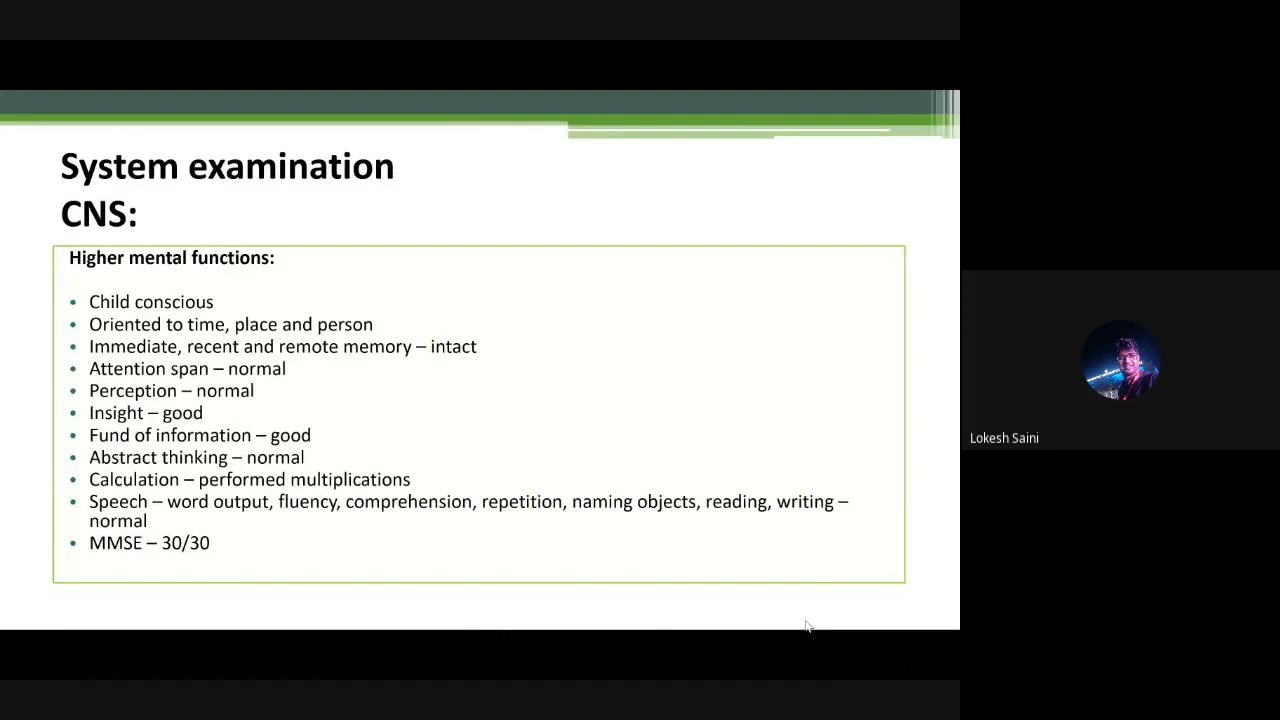 System examination
CNS:
Higher mental functions:
• Child conscious
• Oriented to time, place and person
• Immediate, recent and remote memory – intact
• Attention span – normal
• Perception – normal
• Insight – good
• Fund of information – good
• Abstract thinking – normal
• Calculation – performed multiplications
• Speech – word output, fluency, comprehension, repetition, naming objects, reading, writing –
normal
• MMSE – 30/30
Lokesh Saini